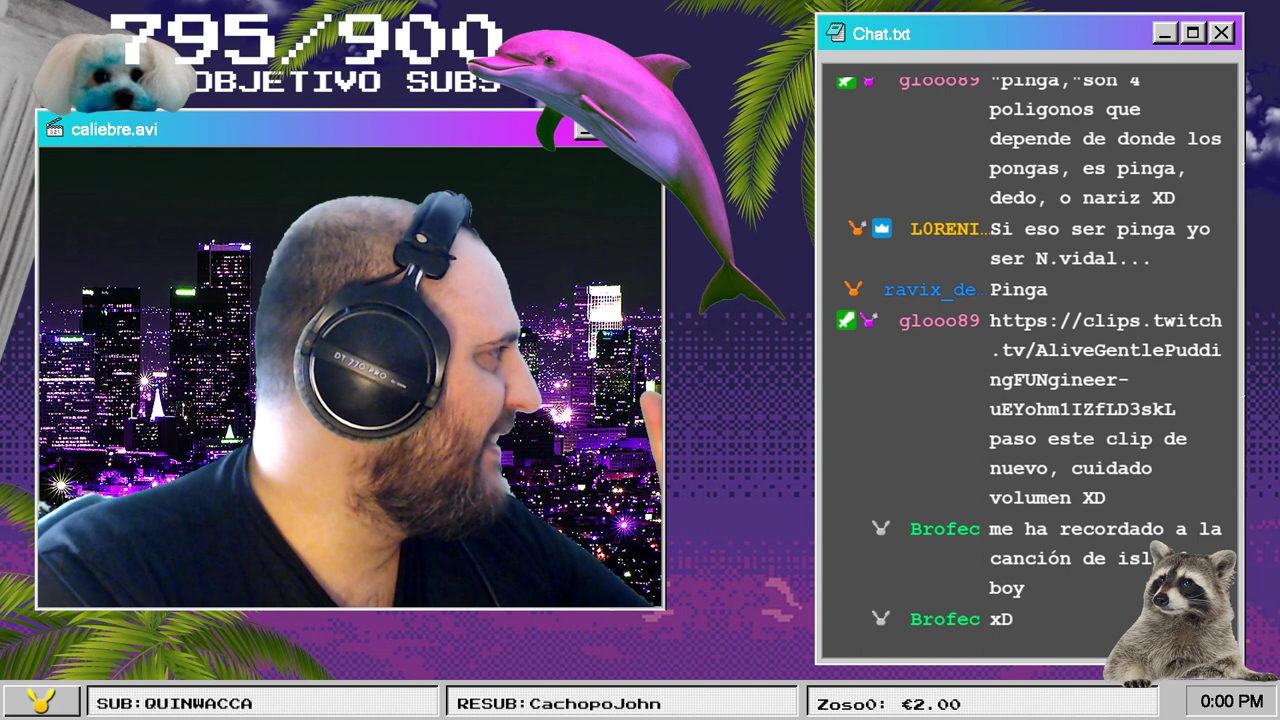 795/900
OBJETIVO SUBS
caliebre.avi
DT 770 PRO
Chat.txt
glooo89 "pinga,"son 4
poligonos que
depende de donde los
pongas, es pinga,
dedo, o nariz XD
L0RENI… Si eso ser pinga yo
ser N.vidal...
ravix_de… Pinga
glooo89 https://clips.twitch
.tv/AliveGentlePuddi
ngFUNgineer-
uEYohm1IZfLD3skL
paso este clip de
nuevo, cuidado
volumen XD
Brofec me ha recordado a la
canción de
boy
Brofec xD
SUB:QUINWACCA
RESUB:CachopoJohn
Zoso0: €2.00
0:00 PM